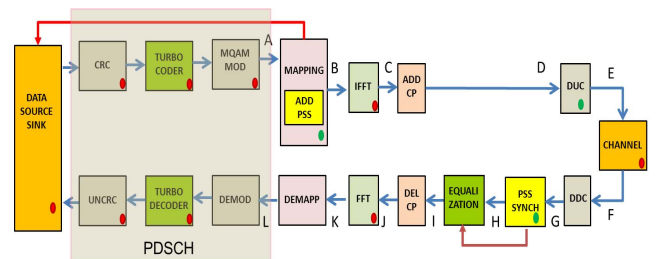 CRC
TURBO
CODER
MQAM
MOD
A
MAPPING
ADD
PSS
B
IFFT
C
ADD
CP
D
DUC
E
DATA
SOURCE
SINK
CHANNEL
UNCRC
TURBO
DECODER
DEMOD
L
DEMAPP
K
FFT
J
DEL
CP
I
EQUALI
ZATION
H
PSS
SYNCH
G
DDC
F
PDSCH